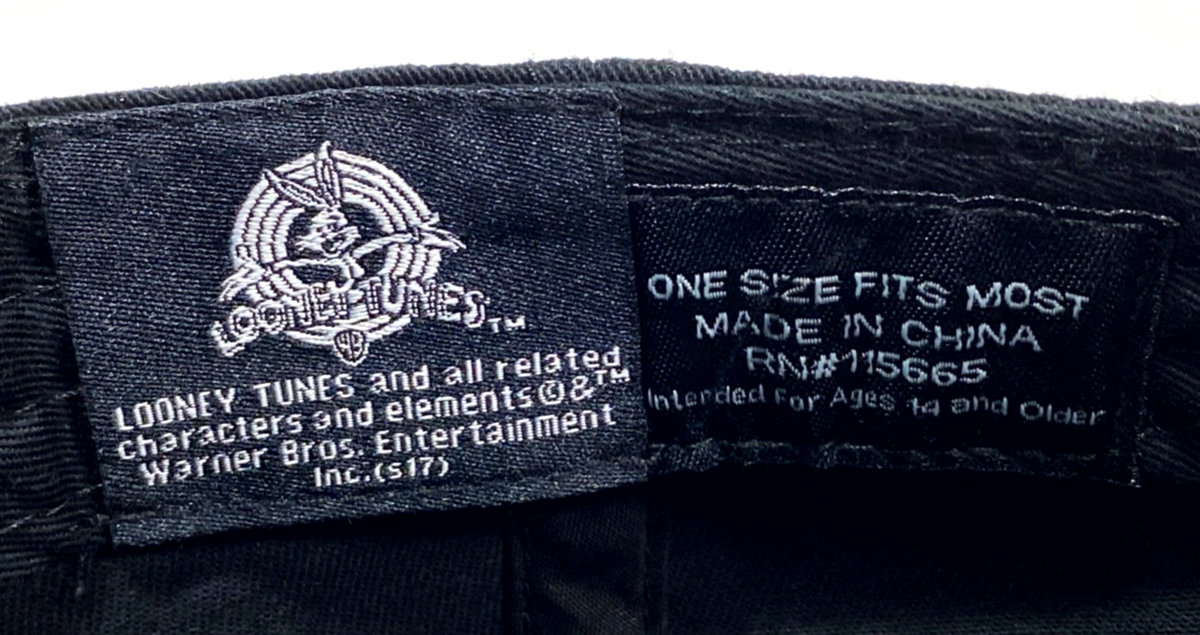 LOONEY TUNES ™
WB
LOONEY TUNES and all related
characters and elements © & ™
Warner Bros. Entertainment
Inc. (s17)
ONE SIZE FITS MOST
MADE IN CHINA
RN#115665
Intended For Ages 14 and Older